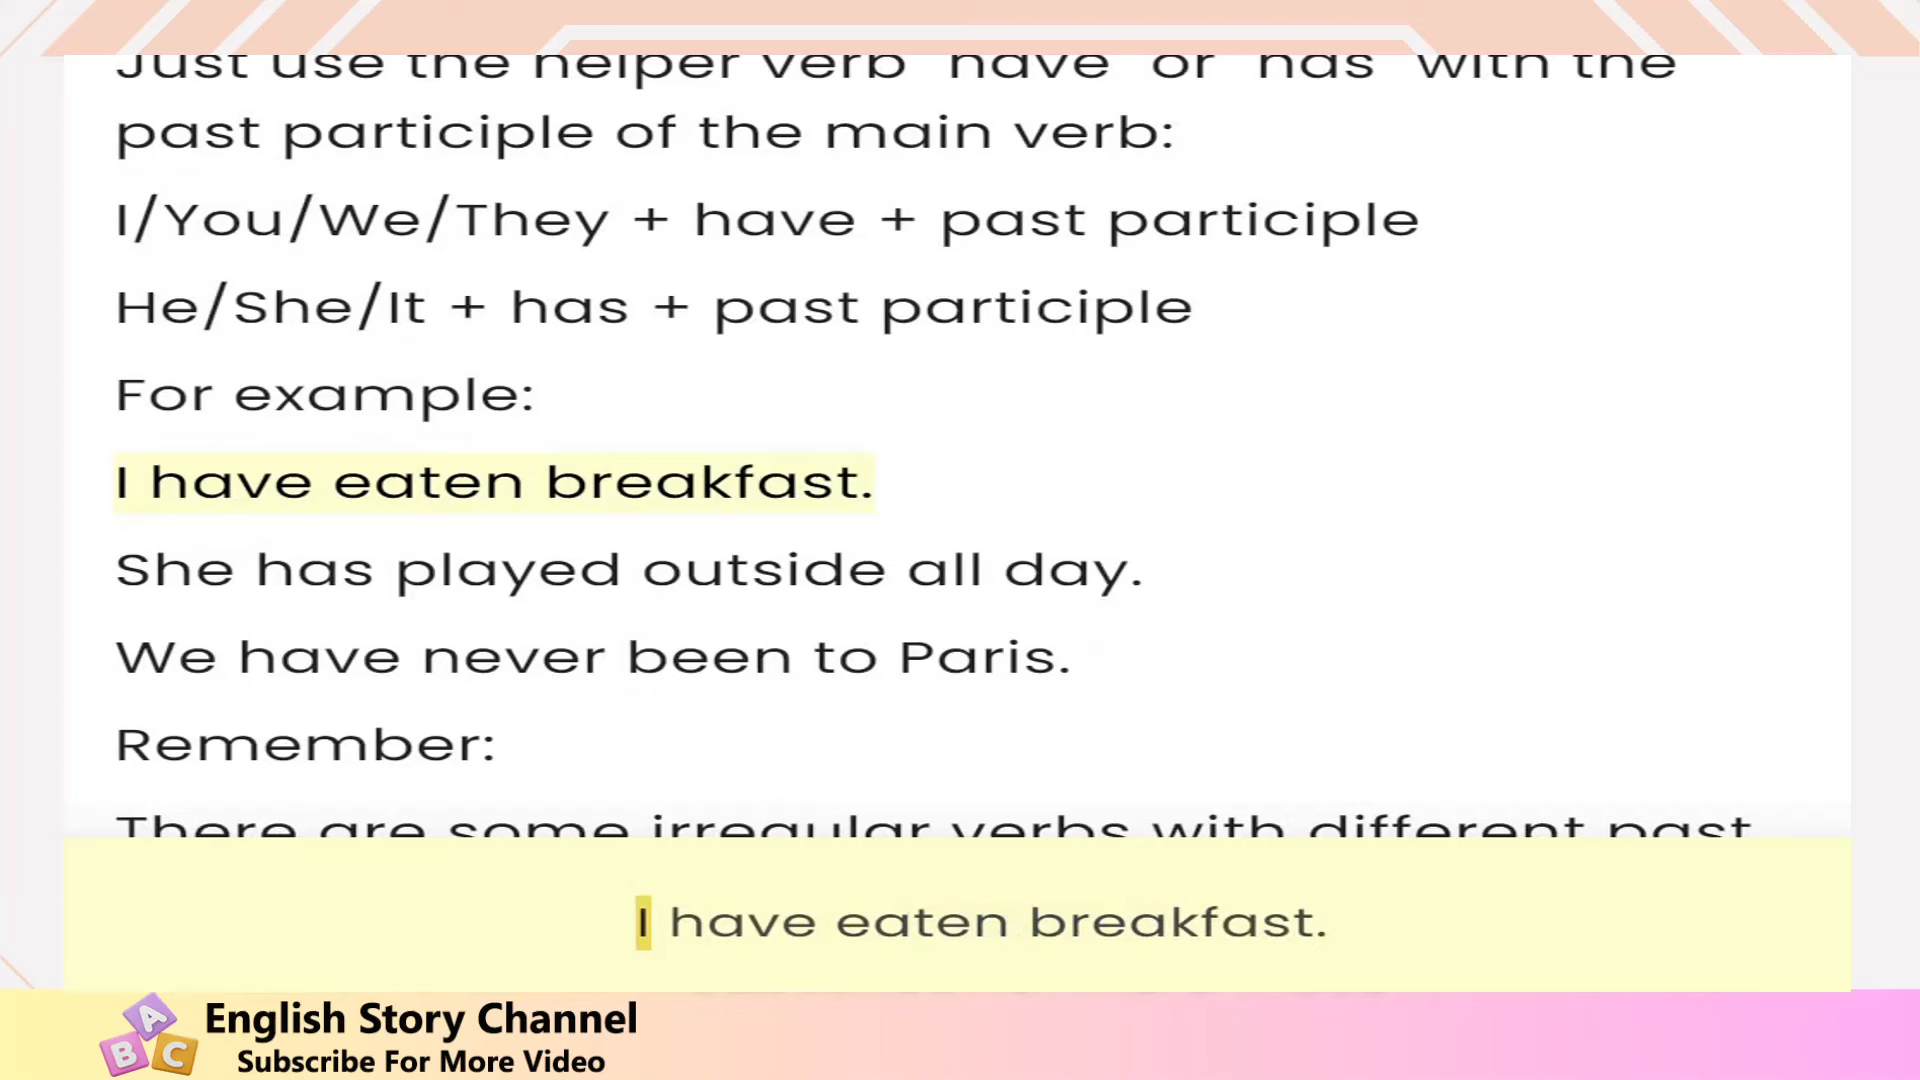 Just use the helper verb "have" or "has" with the
past participle of the main verb:
I/You/We/They + have + past participle
He/She/It + has + past participle
For example:
I have eaten breakfast.
She has played outside all day.
We have never been to Paris.
Remember:
There are some irregular verbs with different past
I have eaten breakfast.
A
B C
English Story Channel
Subscribe For More Video